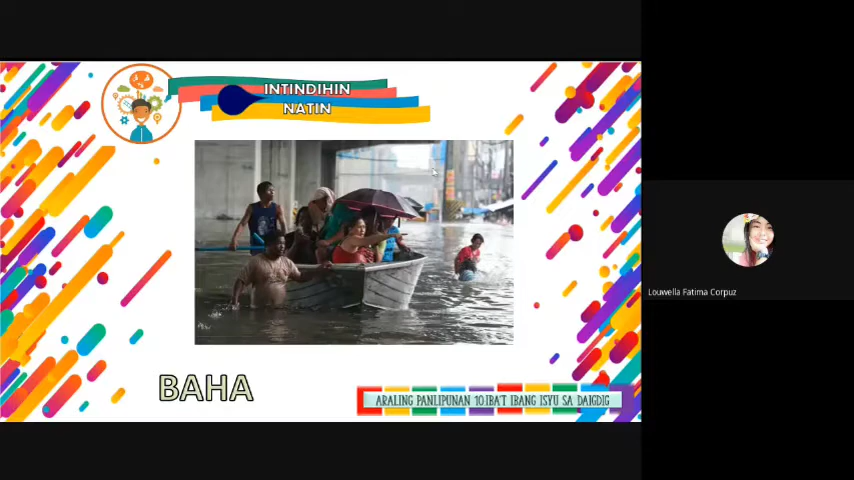 INTINDIHIN
NATIN
BAHA
ARALING PANLIPUNAN 10:IBA'T IBANG ISYU SA DAIGDIG
Louwella Fatima Corpuz